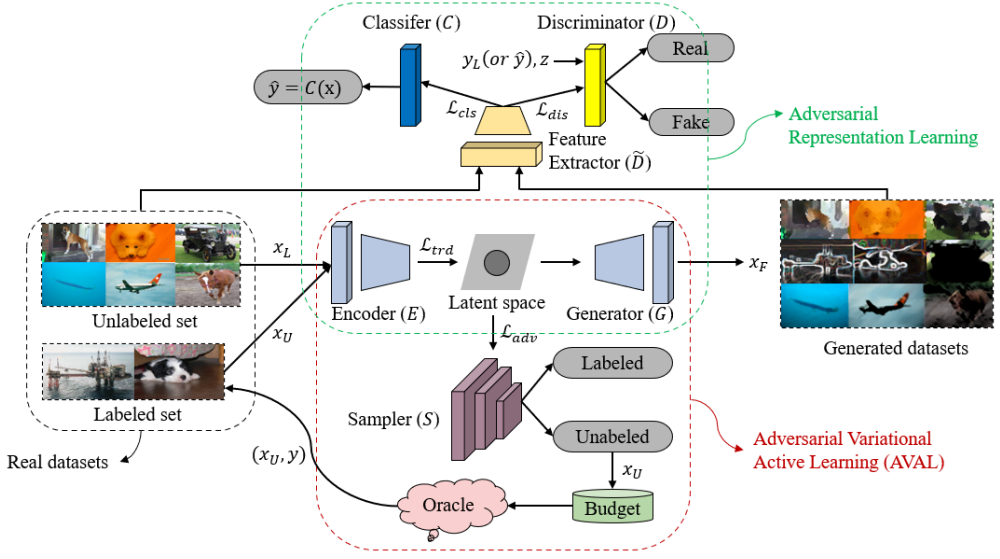 Classifer (C)
Discriminator (D)
y_L(or ŷ), z
Real
ŷ = C(x)
ℒ_cls
ℒ_dis
Fake
Feature
Extractor (D̃)
Adversarial
Representation Learning
x_L
ℒ_trd
x_F
Latent space
Unlabeled set
Encoder (E)
Generator (G)
x_U
ℒ_adv
Generated datasets
Labeled
Sampler (S)
Labeled set
Unabeled
Adversarial Variational
Active Learning (AVAL)
Real datasets
(x_U, y)
x_U
Oracle
Budget